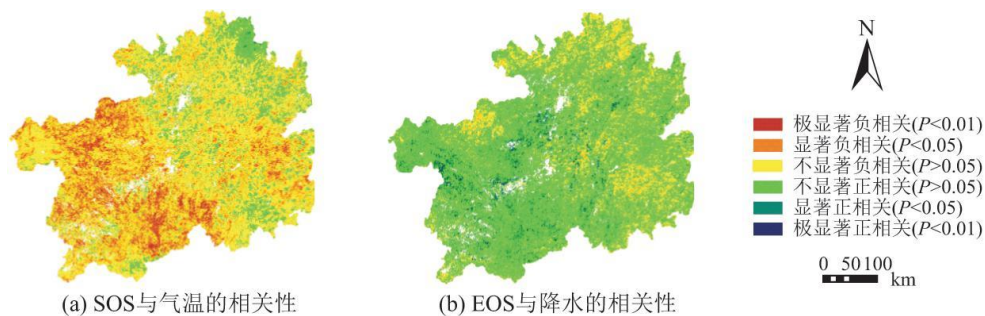 N
极显著负相关(P<0.01)
显著负相关(P<0.05)
不显著负相关(P>0.05)
不显著正相关(P>0.05)
显著正相关(P<0.05)
极显著正相关(P<0.01)
0 50 100
km
(a) SOS与气温的相关性
(b) EOS与降水的相关性